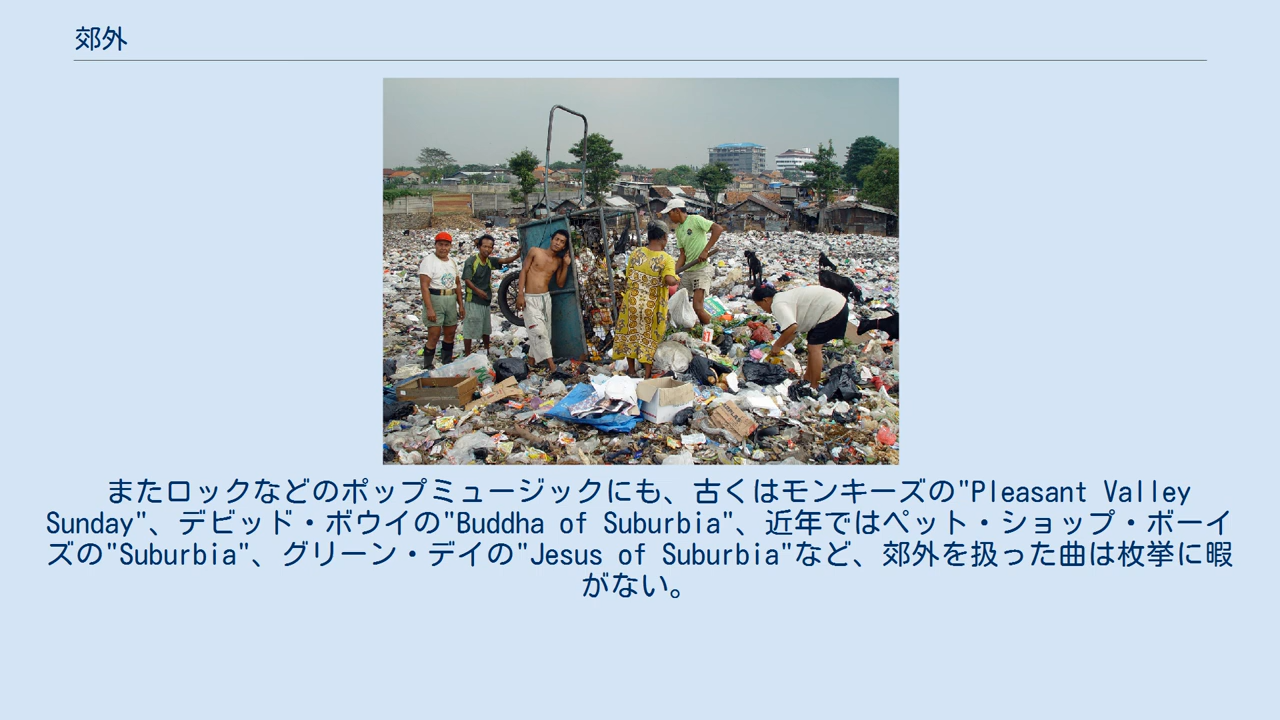 郊外
またロックなどのポップミュージックにも、古くはモンキーズの"Pleasant Valley
Sunday"、デビッド・ボウイの"Buddha of Suburbia"、近年ではペット・ショップ・ボーイ
ズの"Suburbia"、グリーン・デイの"Jesus of Suburbia"など、郊外を扱った曲は枚挙に暇
がない。